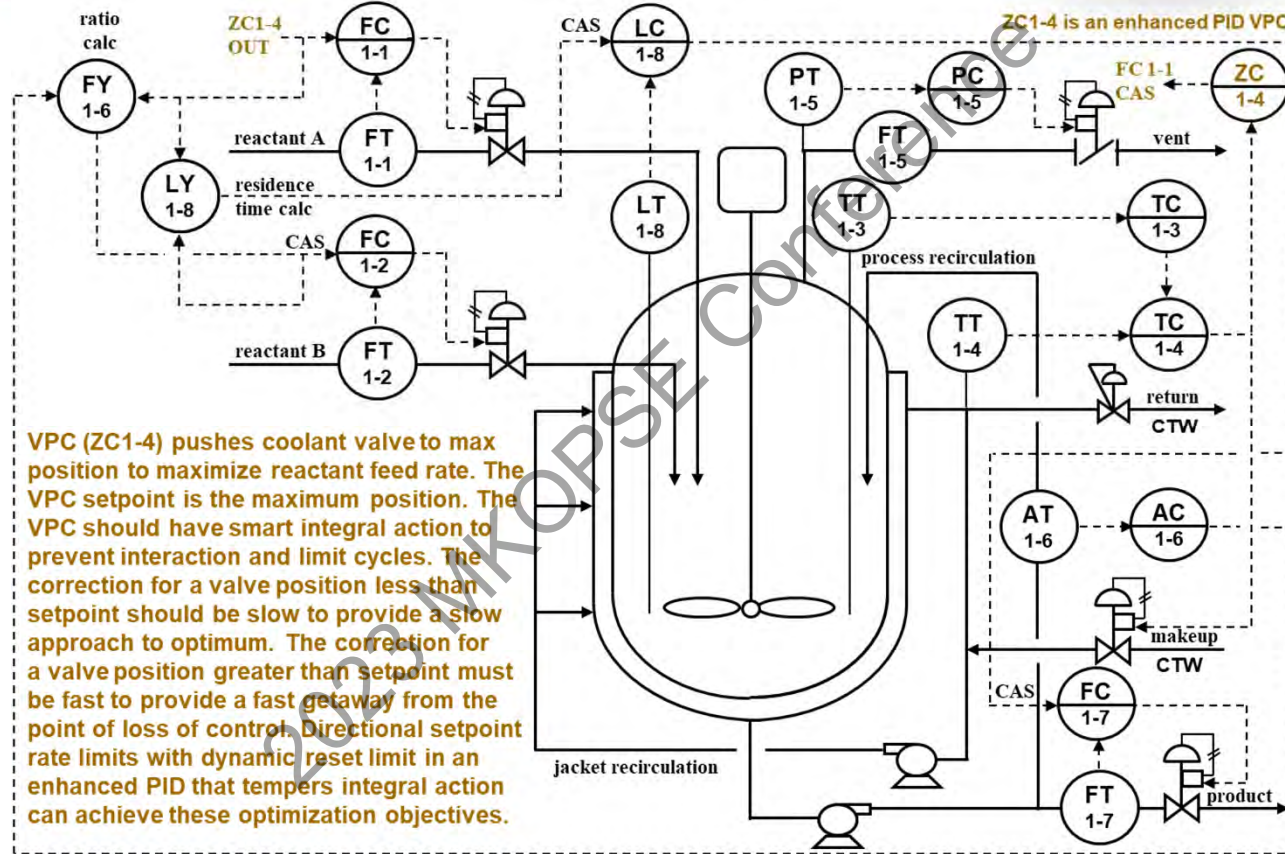 ratio
calc
ZC1-4
OUT
FC
1-1
CAS
LC
1-8
ZC1-4 is an enhanced PID VPC
FY
1-6
PT
1-5
PC
1-5
FC 1-1
CAS
ZC
1-4
reactant A
FT
1-1
FT
1-5
vent
LY
1-8
residence
time calc
LT
1-8
TT
1-3
TC
1-3
CAS
FC
1-2
process recirculation
TT
1-4
TC
1-4
reactant B
FT
1-2
return
CTW
VPC (ZC1-4) pushes coolant valve to max
position to maximize reactant feed rate. The
VPC setpoint is the maximum position. The
VPC should have smart integral action to
prevent interaction and limit cycles. The
correction for a valve position less than
setpoint should be slow to provide a slow
approach to optimum. The correction for
a valve position greater than setpoint must
be fast to provide a fast getaway from the
point of loss of control. Directional setpoint
rate limits with dynamic reset limit in an
enhanced PID that tempers integral action
can achieve these optimization objectives.
AT
1-6
AC
1-6
makeup
CTW
CAS
FC
1-7
jacket recirculation
FT
1-7
product
2023 MKOPSE Conference